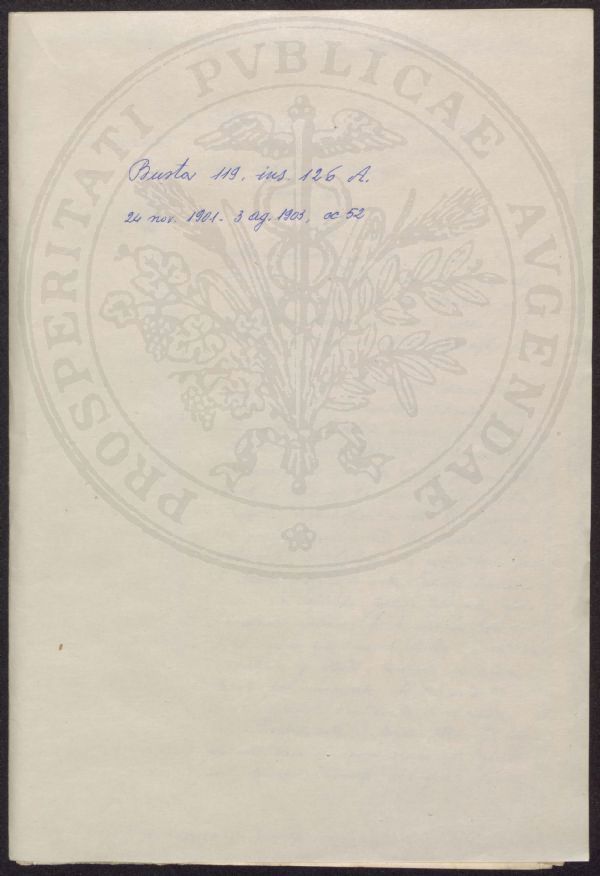 PROSPERITATI PVBLICAE AVGENDAE
Busta 119. ins. 126 A.
24 nov. 1901 - 3 ag. 1903, cc 52